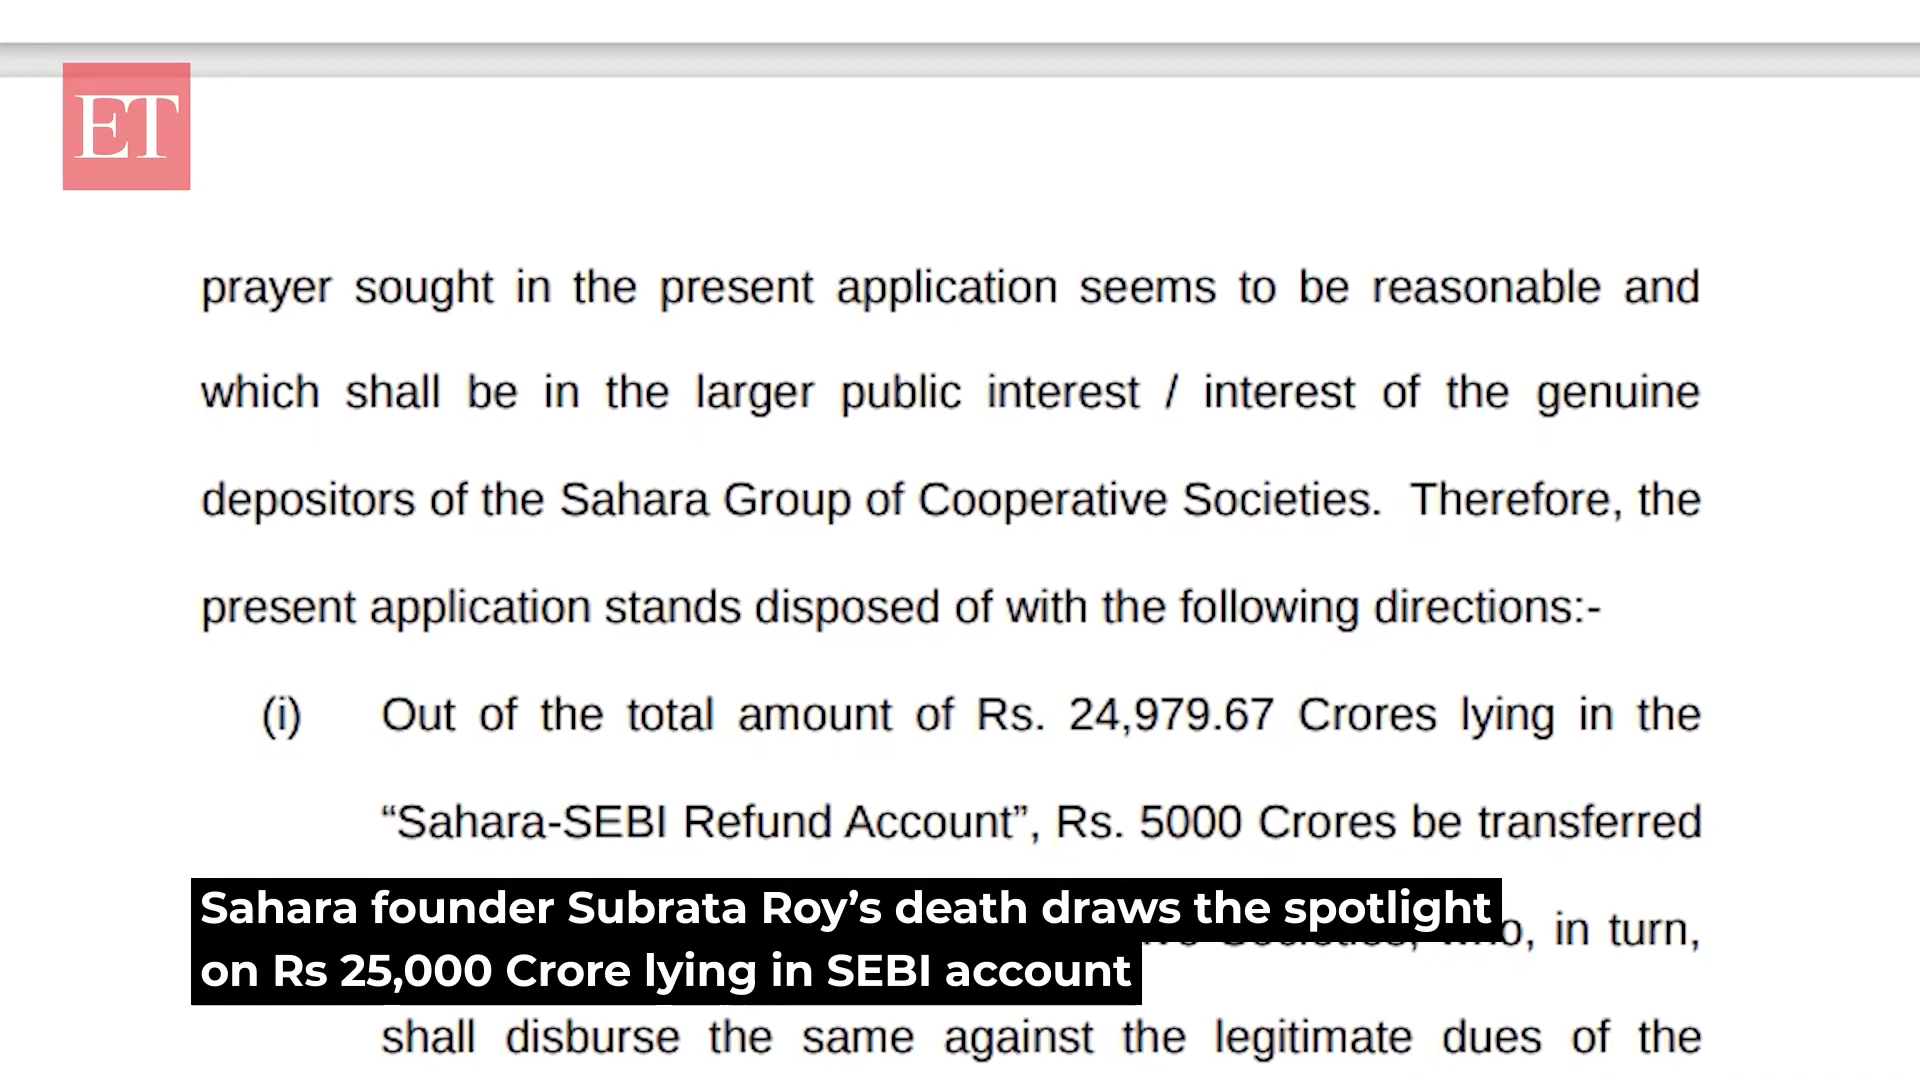 ET
prayer sought in the present application seems to be reasonable and
which shall be in the larger public interest / interest of the genuine
depositors of the Sahara Group of Cooperative Societies. Therefore, the
present application stands disposed of with the following directions:-
(i) Out of the total amount of Rs. 24,979.67 Crores lying in the
“Sahara-SEBI Refund Account”, Rs. 5000 Crores be transferred
Sahara founder Subrata Roy’s death draws the spotlight
on Rs 25,000 Crore lying in SEBI account
in turn,
shall disburse the same against the legitimate dues of the